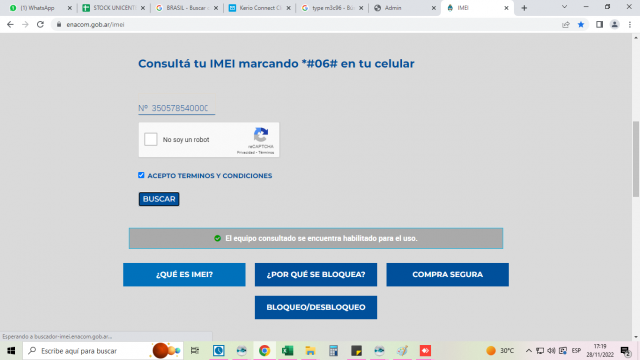 (1) WhatsApp
STOCK UNICENT
BRASIL - Buscar
Kerio Connect Cl
type m3c96 - B
Admin
IMEI
enacom.gob.ar/imei
Consultá tu IMEI marcando *#06# en tu celular
Nº 35057854000
No soy un robot
reCAPTCHA
Privacidad - Términos
ACEPTO TERMINOS Y CONDICIONES
BUSCAR
El equipo consultado se encuentra habilitado para el uso.
¿QUÉ ES IMEI?
¿POR QUÉ SE BLOQUEA?
COMPRA SEGURA
BLOQUEO/DESBLOQUEO
Esperando a buscador-imei.enacom.gob.ar...
Escribe aquí para buscar
30°C
ESP
17:19
28/11/2022